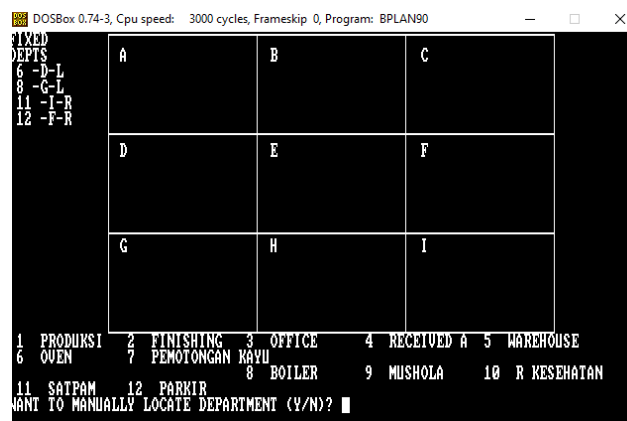 DOSBox 0.74-3, Cpu speed: 3000 cycles, Frameskip 0, Program: BPLAN90
FIXED
DEPTS
6 -D-L
8 -G-L
11 -I-R
12 -F-R
A B C
D E F
G H I
1 PRODUKSI 2 FINISHING 3 OFFICE 4 RECEIVED A 5 WAREHOUSE
6 OVEN 7 PEMOTONGAN KAYU
8 BOILER 9 MUSHOLA 10 R KESEHATAN
11 SATPAM 12 PARKIR
WANT TO MANUALLY LOCATE DEPARTMENT (Y/N)?